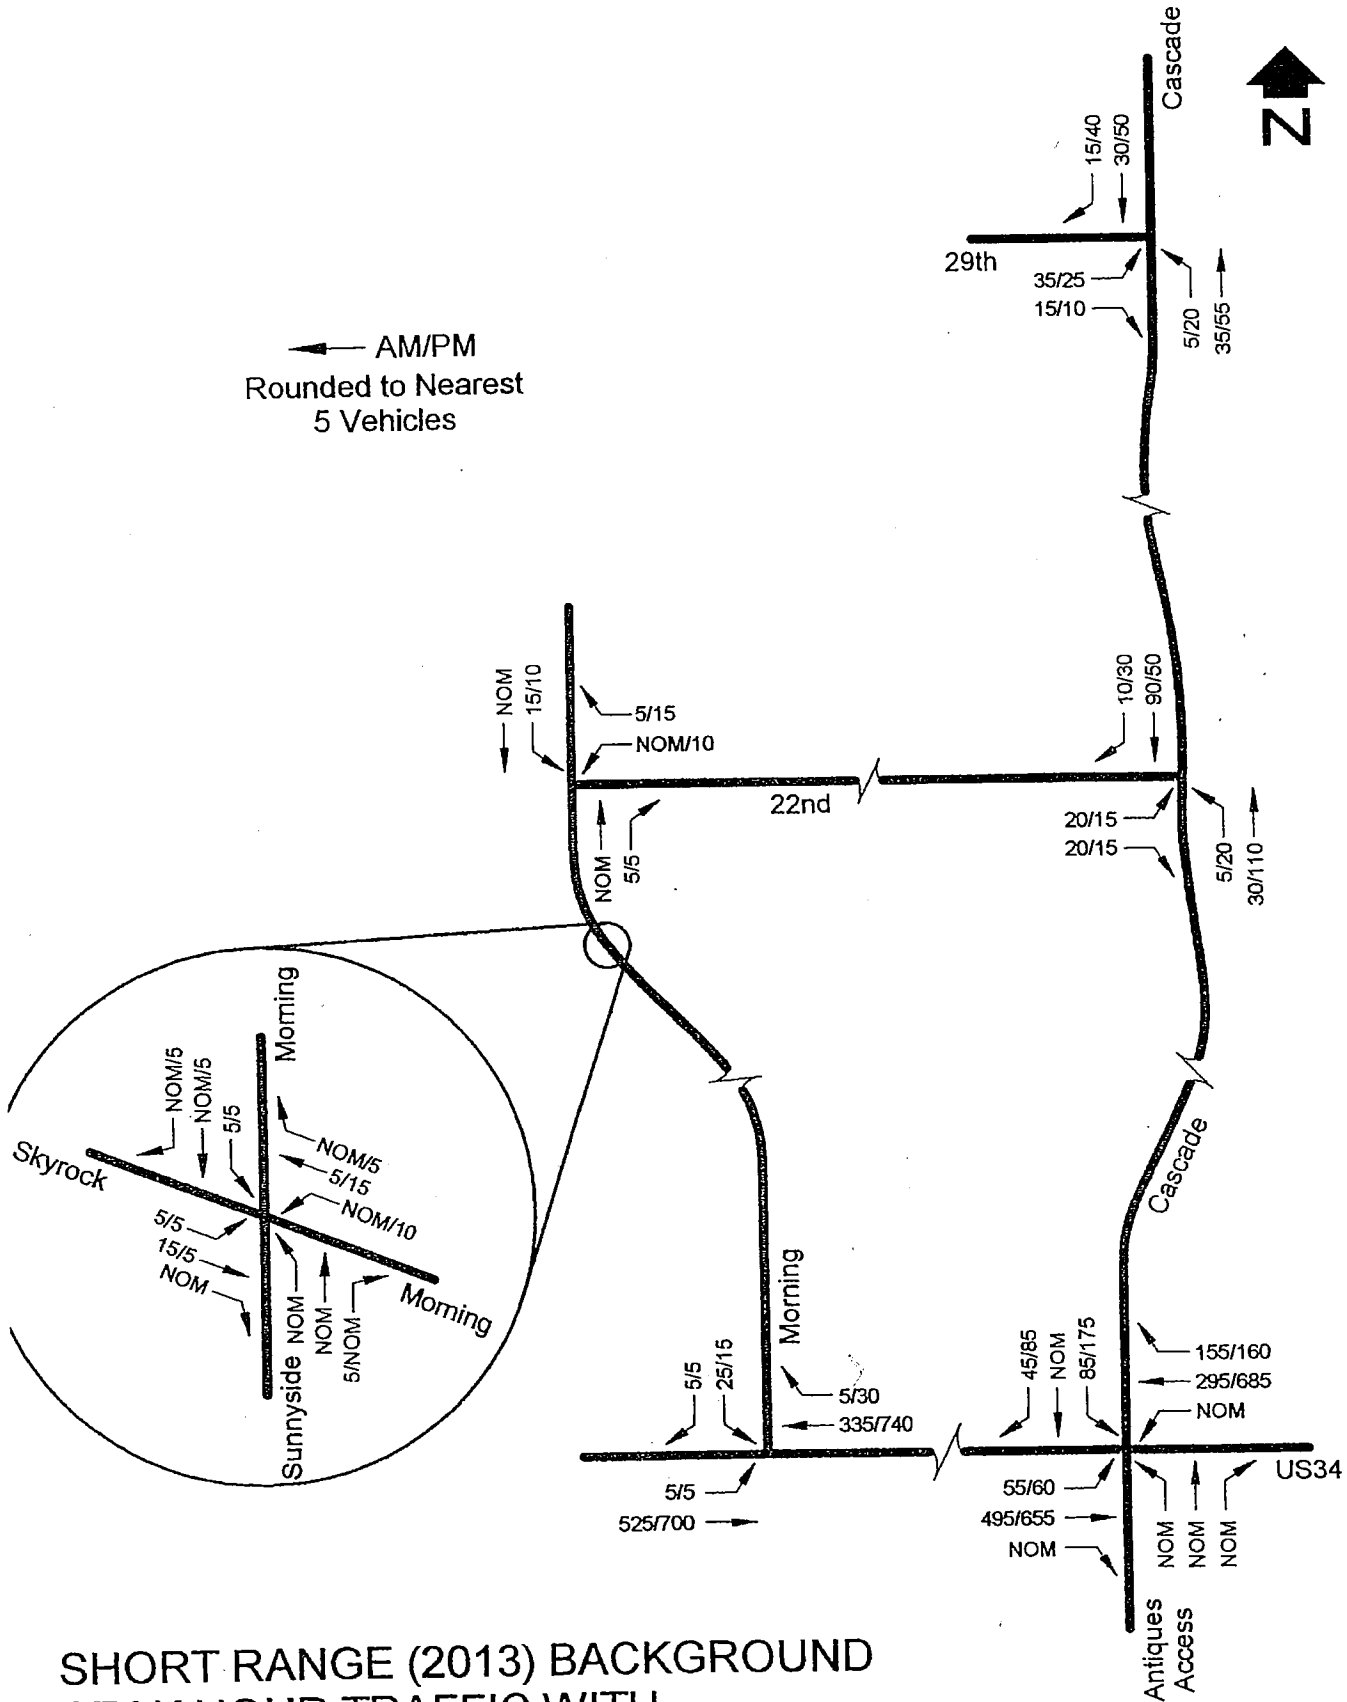 Cascade
N
15/40
30/50
29th
35/25
15/10
5/20
35/55
AM/PM
Rounded to Nearest
5 Vehicles
NOM
15/10
5/15
NOM/10
10/30
90/50
22nd
NOM
5/5
20/15
20/15
5/20
30/110
Morning
NOM/5
NOM/5
5/5
Skyrock
NOM/5
5/15
NOM/10
5/5
15/5
NOM
Morning
NOM
NOM
5/NOM
Sunnyside
Cascade
Morning
5/5
25/15
5/30
335/740
45/85
NOM
85/175
155/160
295/685
NOM
US34
5/5
525/700
55/60
495/655
NOM
NOM
NOM
NOM
Antiques
Access
SHORT RANGE (2013) BACKGROUND
PEAK HOUR TRAFFIC WITH